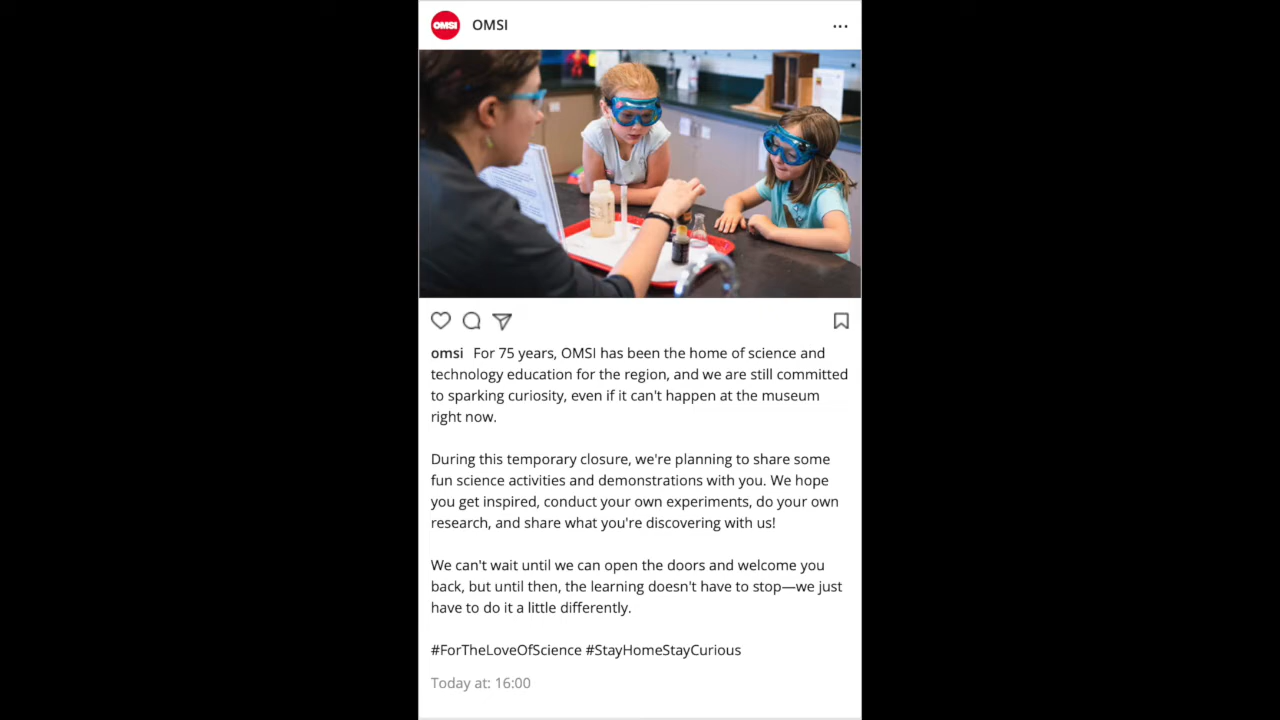 OMSI
OMSI
omsi For 75 years, OMSI has been the home of science and
technology education for the region, and we are still committed
to sparking curiosity, even if it can't happen at the museum
right now.
During this temporary closure, we're planning to share some
fun science activities and demonstrations with you. We hope
you get inspired, conduct your own experiments, do your own
research, and share what you're discovering with us!
We can't wait until we can open the doors and welcome you
back, but until then, the learning doesn't have to stop—we just
have to do it a little differently.
#ForTheLoveOfScience #StayHomeStayCurious
Today at: 16:00